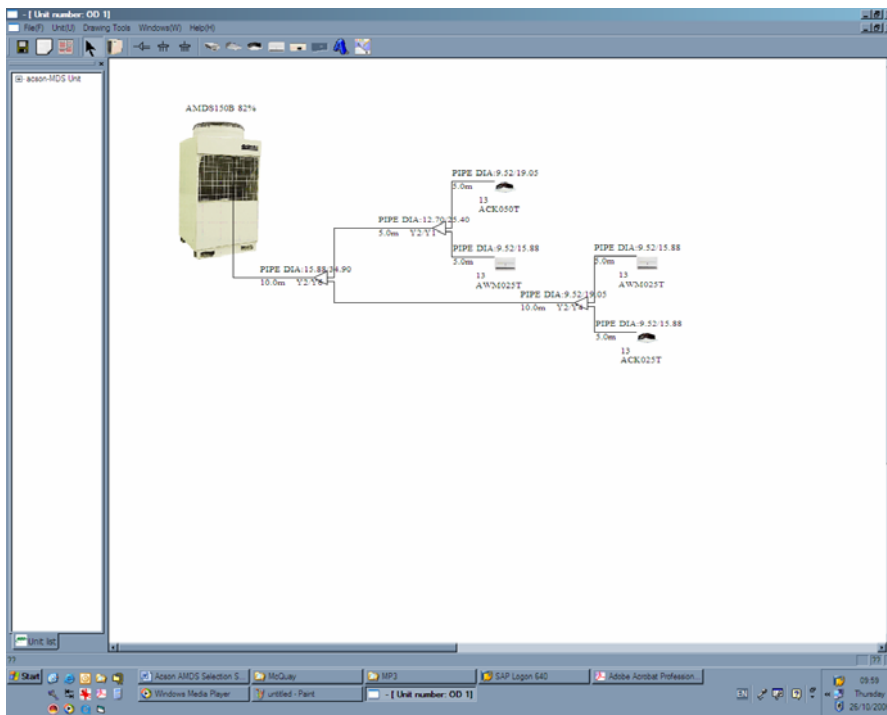 - [ Unit number: OD 1]
File(F) Unit(U) Drawing Tools Windows(W) Help(H)
acson-MDS Unit
AMDS150B 82%
PIPE DIA:9.52/19.05
5.0m
13
ACK050T
PIPE DIA:12.70/25.40
5.0m Y2/Y1
PIPE DIA:9.52/15.88
5.0m
13
AWM025T
PIPE DIA:9.52/15.88
5.0m
13
AWM025T
PIPE DIA:15.88/34.90
10.0m
PIPE DIA:9.52/19.05
10.0m Y2/Y4
PIPE DIA:9.52/15.88
5.0m
13
ACK025T
Unit list
??
??
Start
Acson AMDS Selection S...
McQuay
MP3
SAP Logon 640
Adobe Acrobat Profession...
Windows Media Player
untitled - Paint
- [ Unit number: OD 1]
EN
09:59
Thursday
26/10/200